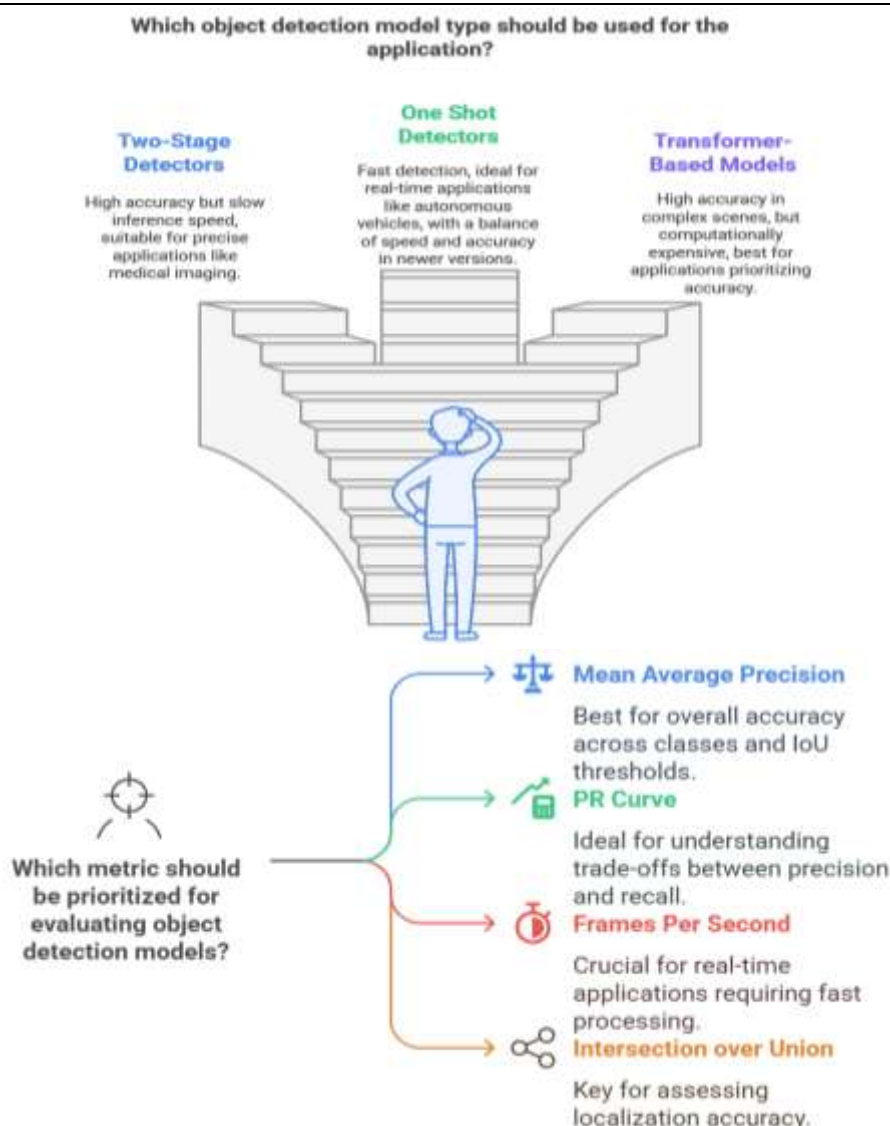 Which object detection model type should be used for the
application?
Two-Stage
Detectors
High accuracy but slow
inference speed,
suitable for precise
applications like
medical imaging.
One Shot
Detectors
Fast detection, ideal for
real-time applications
like autonomous
vehicles, with a balance
of speed and accuracy
in newer versions.
Transformer-
Based Models
High accuracy in
complex scenes, but
computationally
expensive, best for
applications prioritizing
accuracy.
Which metric should
be prioritized for
evaluating object
detection models?
Mean Average Precision
Best for overall accuracy
across classes and IoU
thresholds.
PR Curve
Ideal for understanding
trade-offs between precision
and recall.
Frames Per Second
Crucial for real-time
applications requiring fast
processing.
Intersection over Union
Key for assessing
localization accuracy.